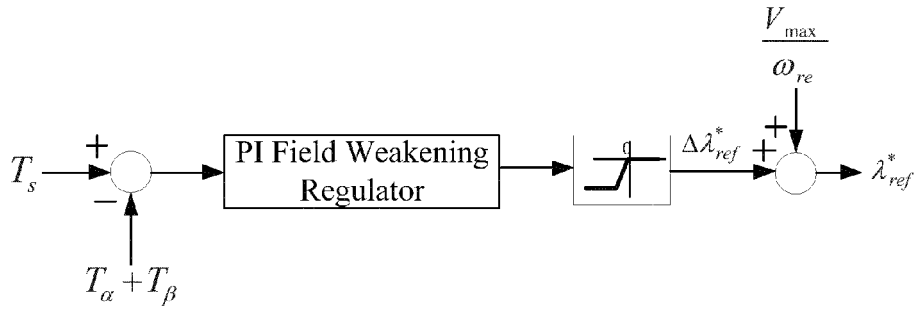 V_max
ω_re
+
0
Δλ*_ref
+
+
PI Field Weakening
Regulator
T_s
−
λ*_ref
T_α + T_β